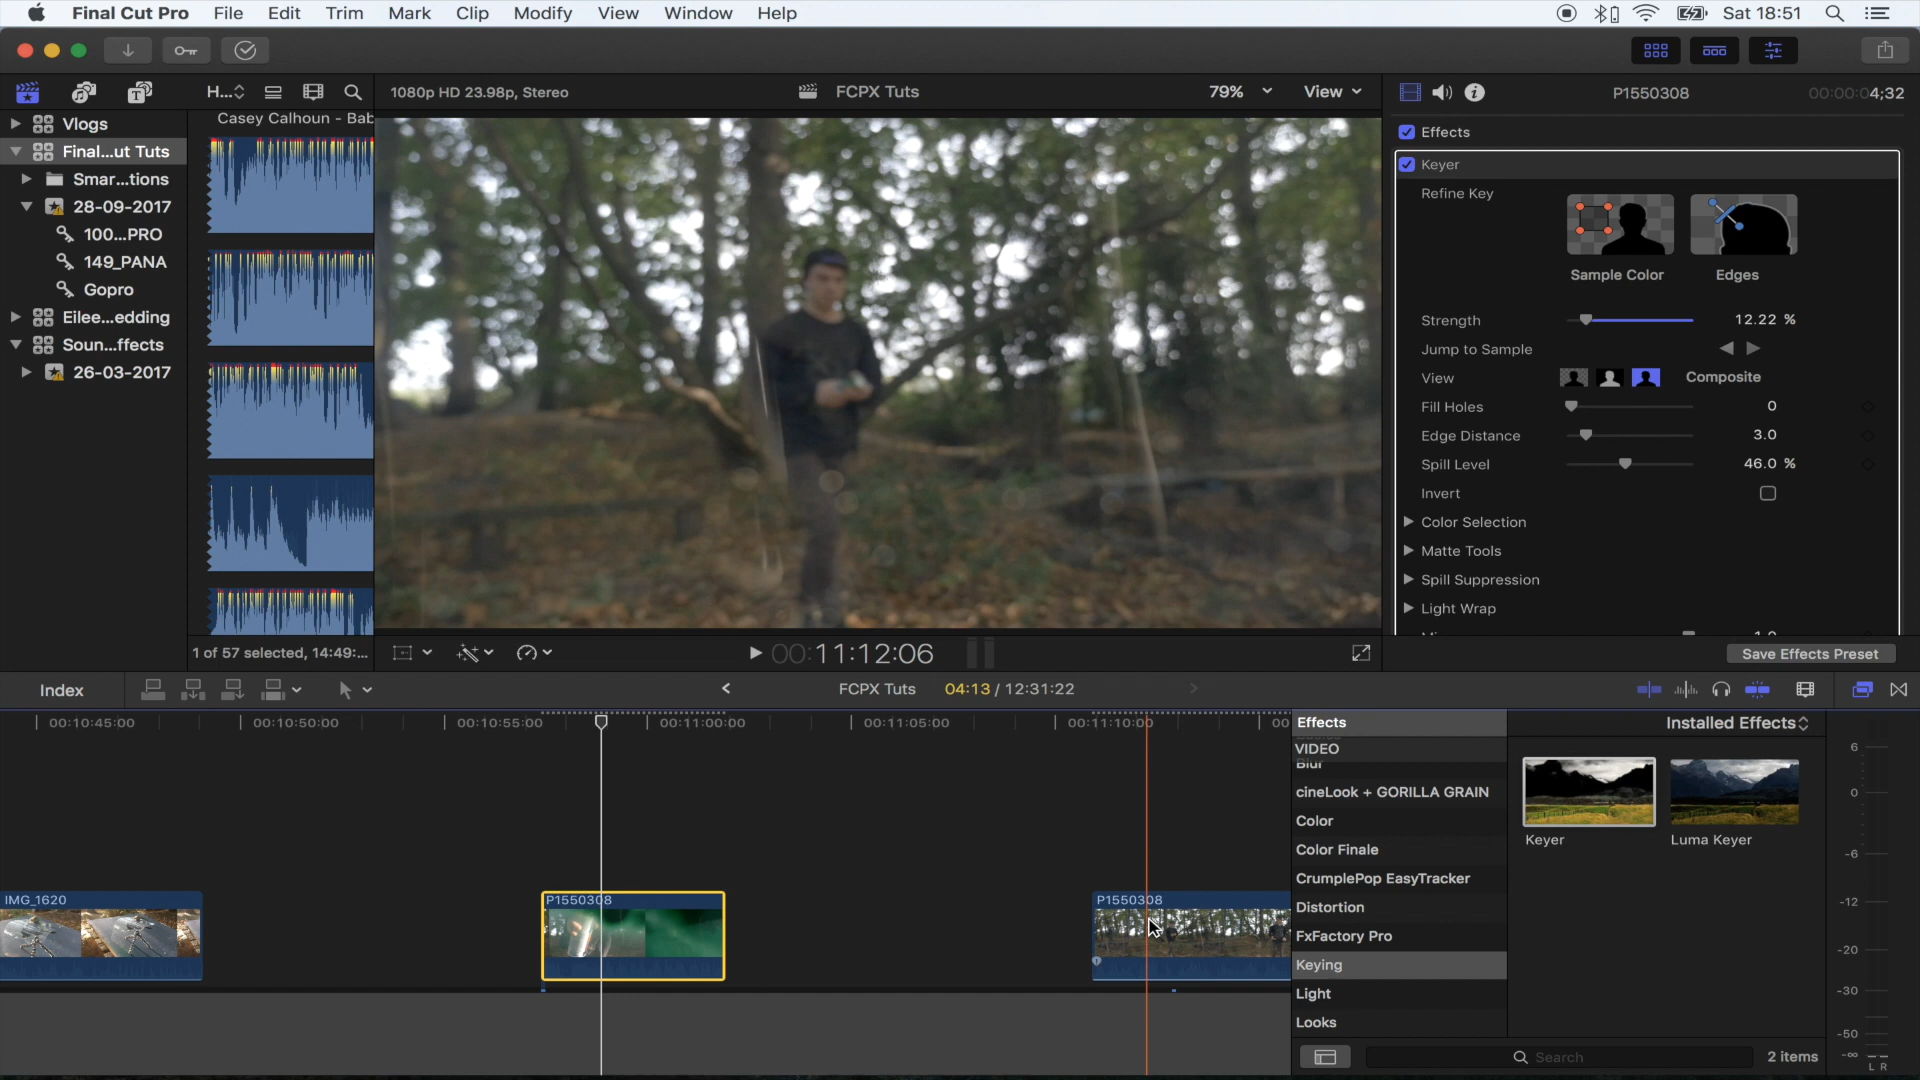 Final Cut Pro File Edit Trim Mark Clip Modify View Window Help Sat 18:51
H... 1080p HD 23.98p, Stereo FCPX Tuts 79% View P1550308 00:00:04;32
Vlogs
Final...ut Tuts
Smar...tions
28-09-2017
100...PRO
149_PANA
Gopro
Eilee...edding
Soun...ffects
26-03-2017
Casey Calhoun - Bab
1 of 57 selected, 14:49:...
00:11:12:06
Effects
Keyer
Refine Key
Sample Color Edges
Strength 12.22 %
Jump to Sample
View Composite
Fill Holes 0
Edge Distance 3.0
Spill Level 46.0 %
Invert
Color Selection
Matte Tools
Spill Suppression
Light Wrap
Save Effects Preset
Index FCPX Tuts 04:13 / 12:31:22
00:10:45:00 00:10:50:00 00:10:55:00 00:11:00:00 00:11:05:00 00:11:10:00 00
IMG_1620 P1550308 P1550308
Effects Installed Effects
VIDEO
Blur
cineLook + GORILLA GRAIN
Color
Color Finale
CrumplePop EasyTracker
Distortion
FxFactory Pro
Keying
Light
Looks
Keyer Luma Keyer
Search 2 items
6
0
-6
-12
-20
-30
-50
-∞
L R